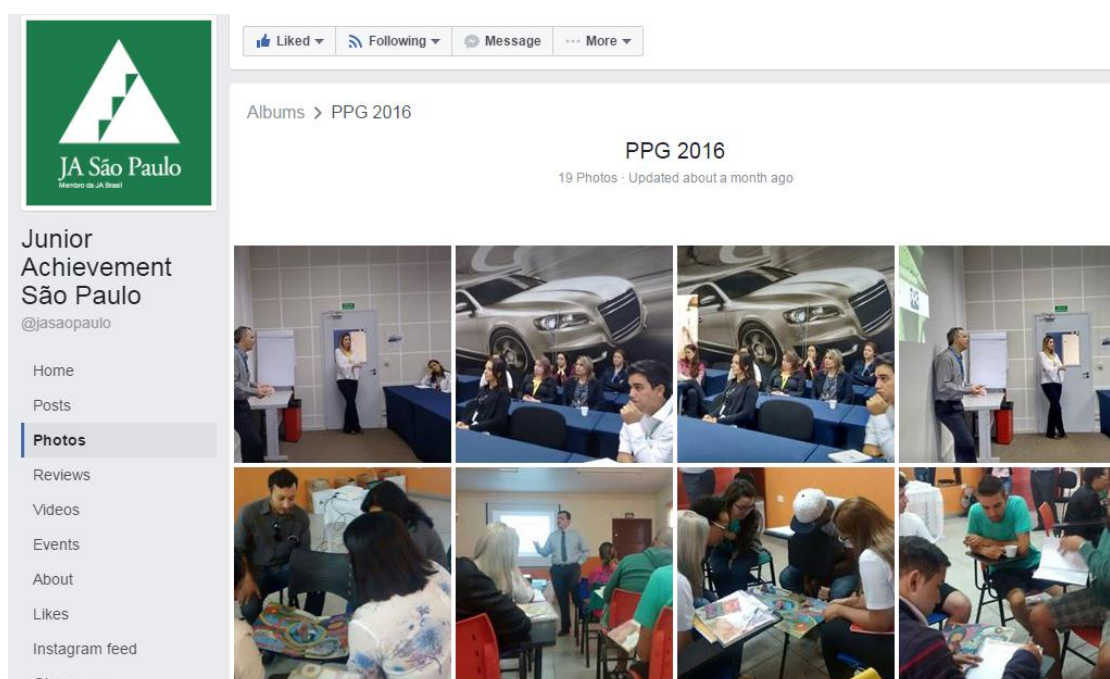 JA São Paulo
Membro da JA Brasil
Junior
Achievement
São Paulo
@jasaopaulo
Home
Posts
Photos
Reviews
Videos
Events
About
Likes
Instagram feed
Liked
Following
Message
More
Albums > PPG 2016
PPG 2016
19 Photos · Updated about a month ago